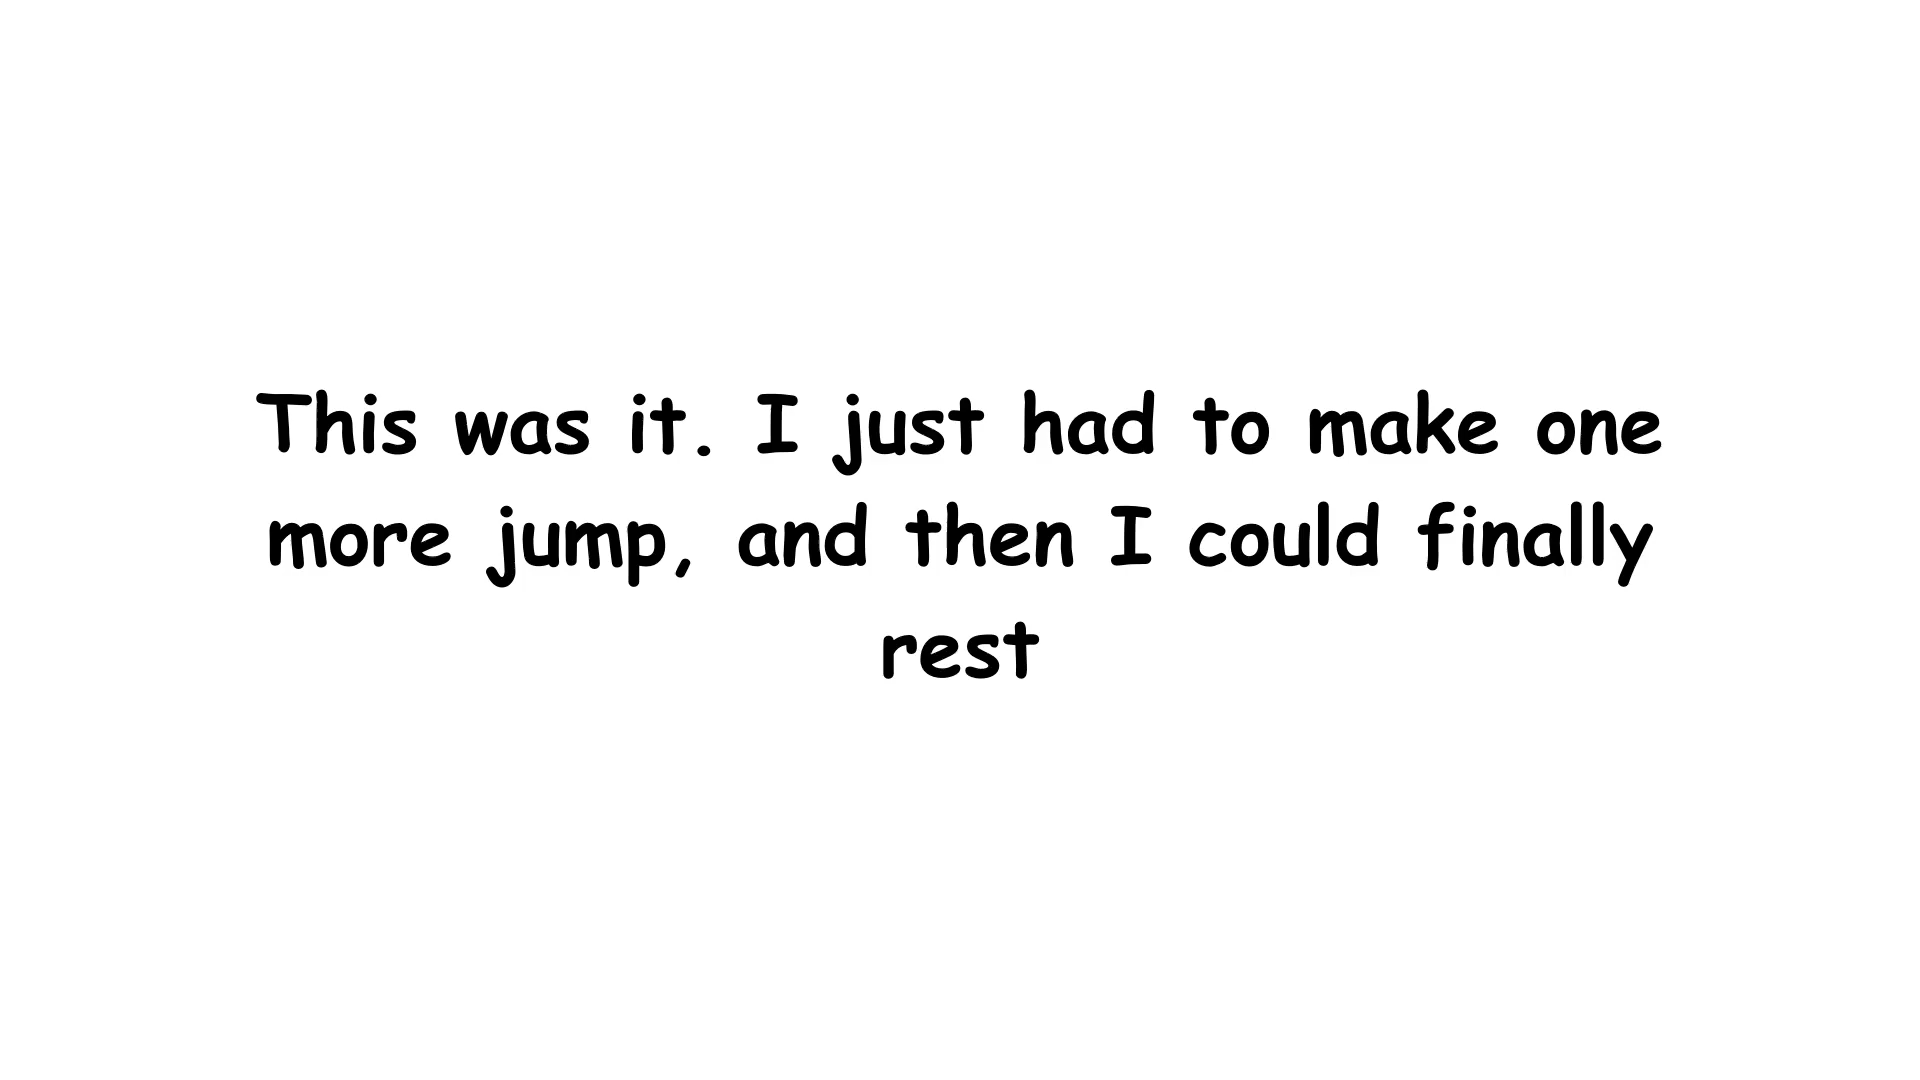 This was it. I just had to make one
more jump, and then I could finally
rest